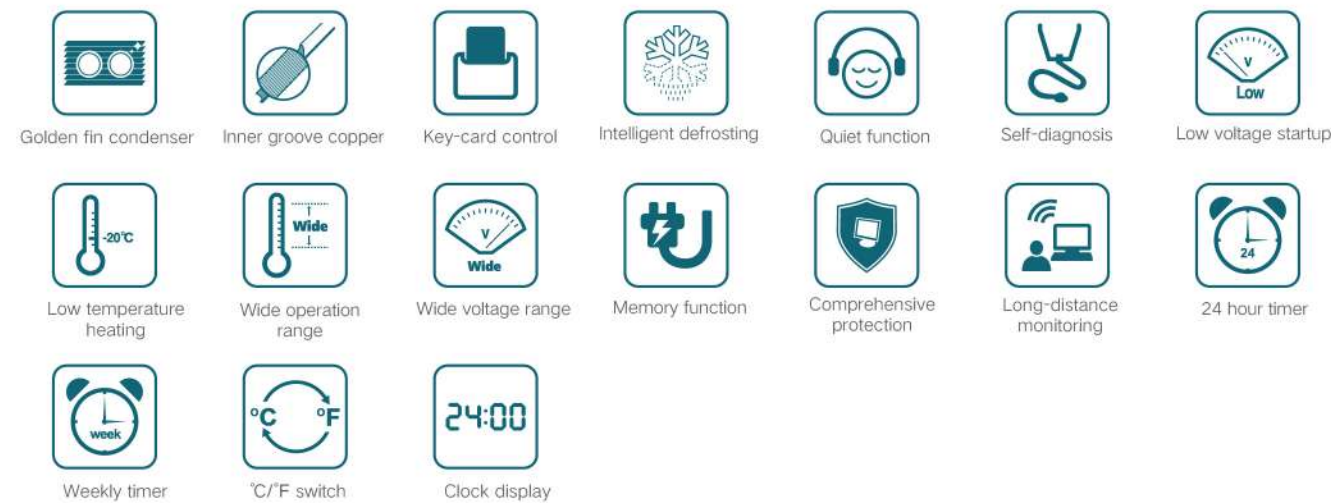 V
Low
Golden fin condenser
Inner groove copper
Key-card control
Intelligent defrosting
Quiet function
Self-diagnosis
Low voltage startup
-20℃
Wide
V
Wide
24
Low temperature
heating
Wide operation
range
Wide voltage range
Memory function
Comprehensive
protection
Long-distance
monitoring
24 hour timer
week
°C
°F
24:00
Weekly timer
℃/℉ switch
Clock display